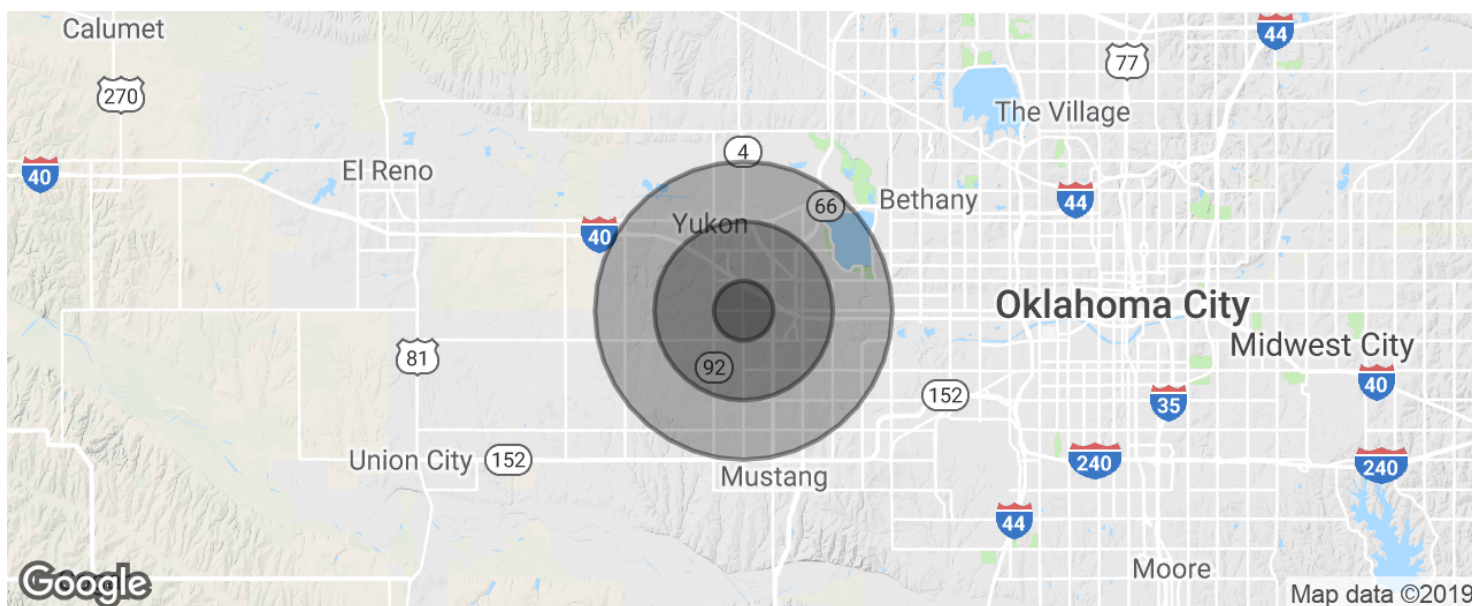 Calumet
44
77
270
The Village
4
El Reno
40
Bethany
44
66
Yukon
40
Oklahoma City
Midwest City
81
92
40
152
35
Union City
152
240
240
Mustang
44
Moore
Google
Map data ©2019